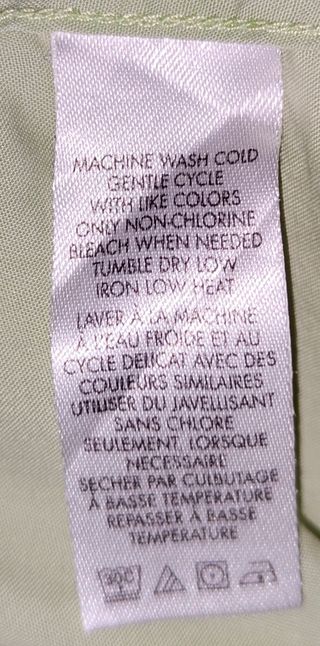 MACHINE WASH COLD
GENTLE CYCLE
WITH LIKE COLORS
ONLY NON-CHLORINE
BLEACH WHEN NEEDED
TUMBLE DRY LOW
IRON LOW HEAT
LAVER À LA MACHINE
À L'EAU FROIDE ET AU
CYCLE DELICAT AVEC DES
COULEURS SIMILAIRES
UTILISER DU JAVELLISANT
SANS CHLORE
SEULEMENT LORSQUE
NECESSAIRE
SECHER PAR CULBUTAGE
À BASSE TEMPERATURE
REPASSER À BASSE
TEMPERATURE
30C